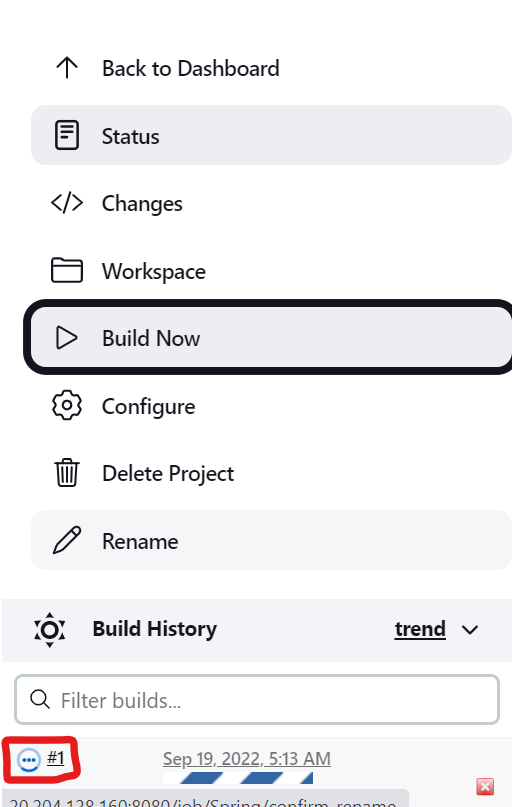 Back to Dashboard
Status
Changes
Workspace
Build Now
Configure
Delete Project
Rename
Build History trend
Filter builds...
#1 Sep 19, 2022, 5:13 AM
20.204.128.160:8080/job/Spring/confirm-rename